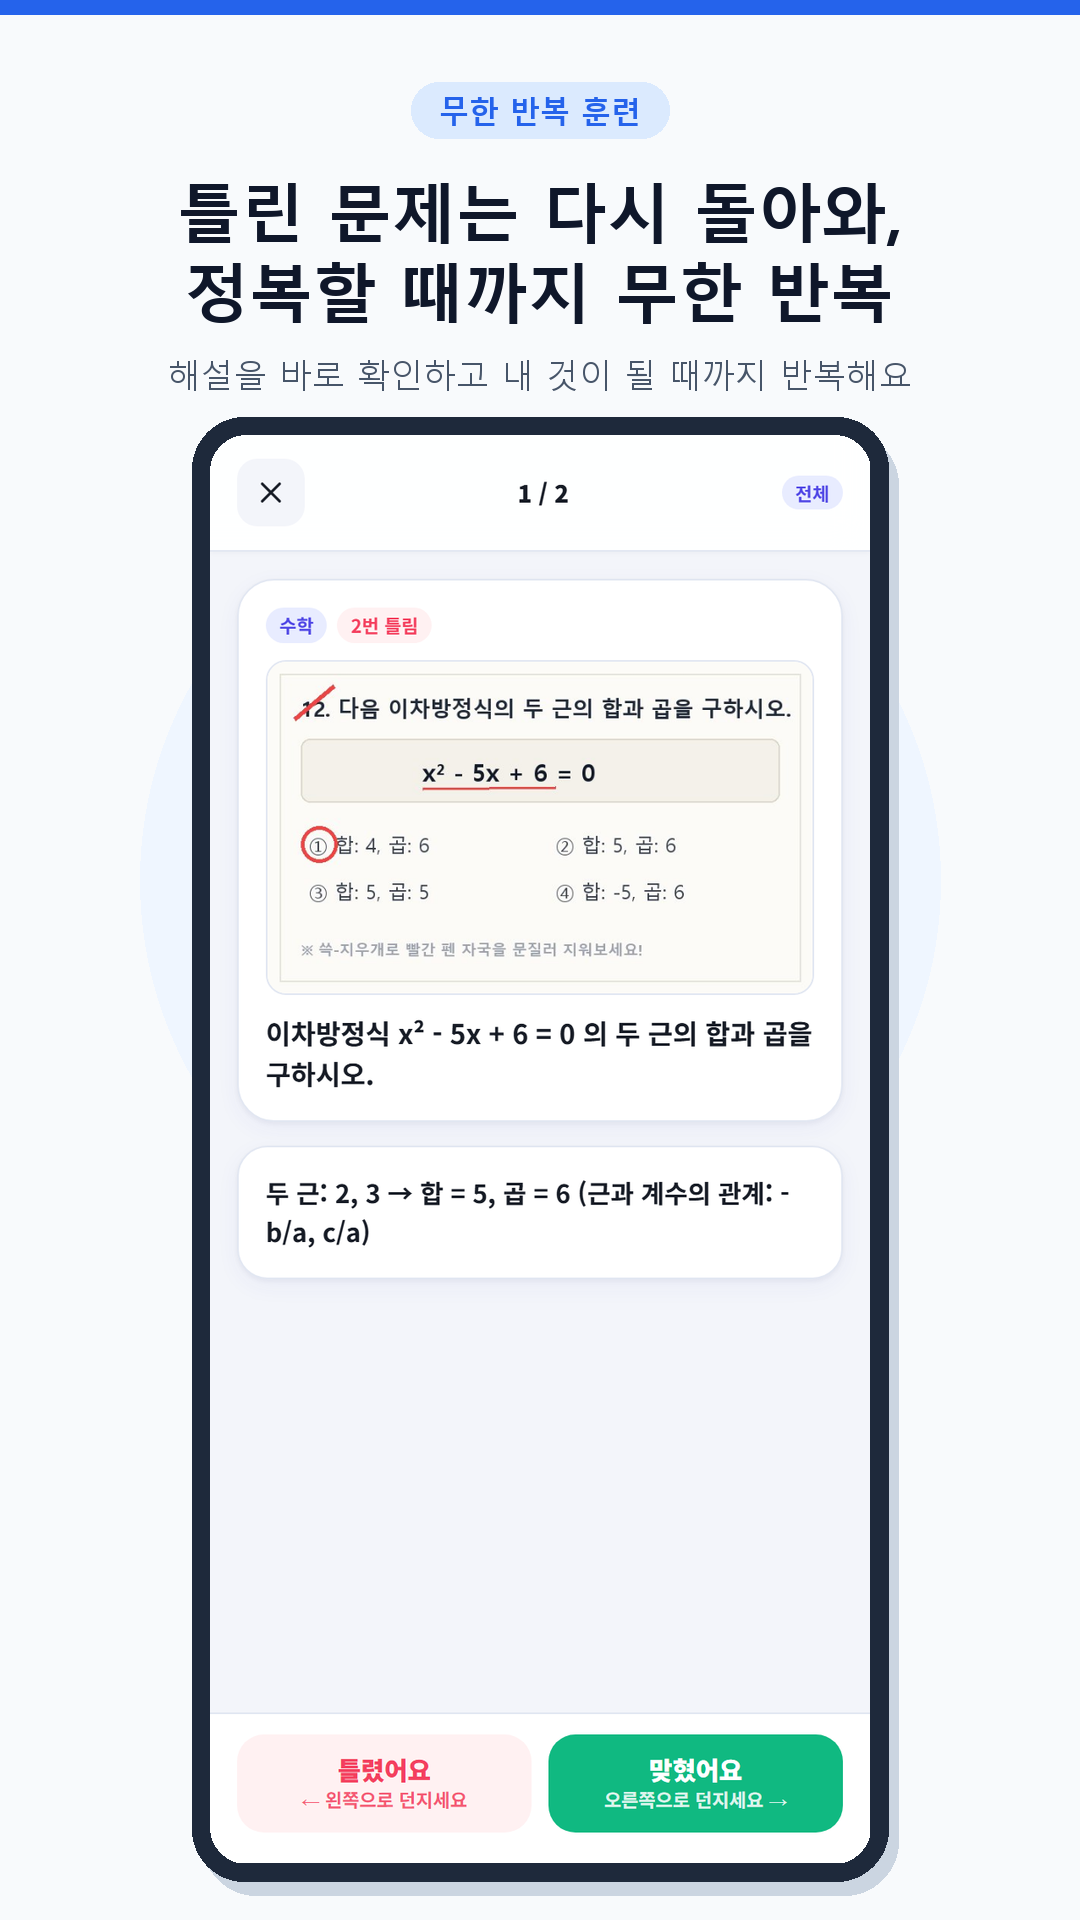 무한 반복 훈련
틀린 문제는 다시 돌아와,
정복할 때까지 무한 반복
해설을 바로 확인하고 내 것이 될 때까지 반복해요
1 / 2
전체
수학
2번 틀림
12. 다음 이차방정식의 두 근의 합과 곱을 구하시오.
x² - 5x + 6 = 0
① 합: 4, 곱: 6
② 합: 5, 곱: 6
③ 합: 5, 곱: 5
④ 합: -5, 곱: 6
※ 쓱-지우개로 빨간 펜 자국을 문질러 지워보세요!
이차방정식 x² - 5x + 6 = 0 의 두 근의 합과 곱을
구하시오.
두 근: 2, 3 → 합 = 5, 곱 = 6 (근과 계수의 관계: -
b/a, c/a)
틀렸어요
← 왼쪽으로 던지세요
맞혔어요
오른쪽으로 던지세요 →